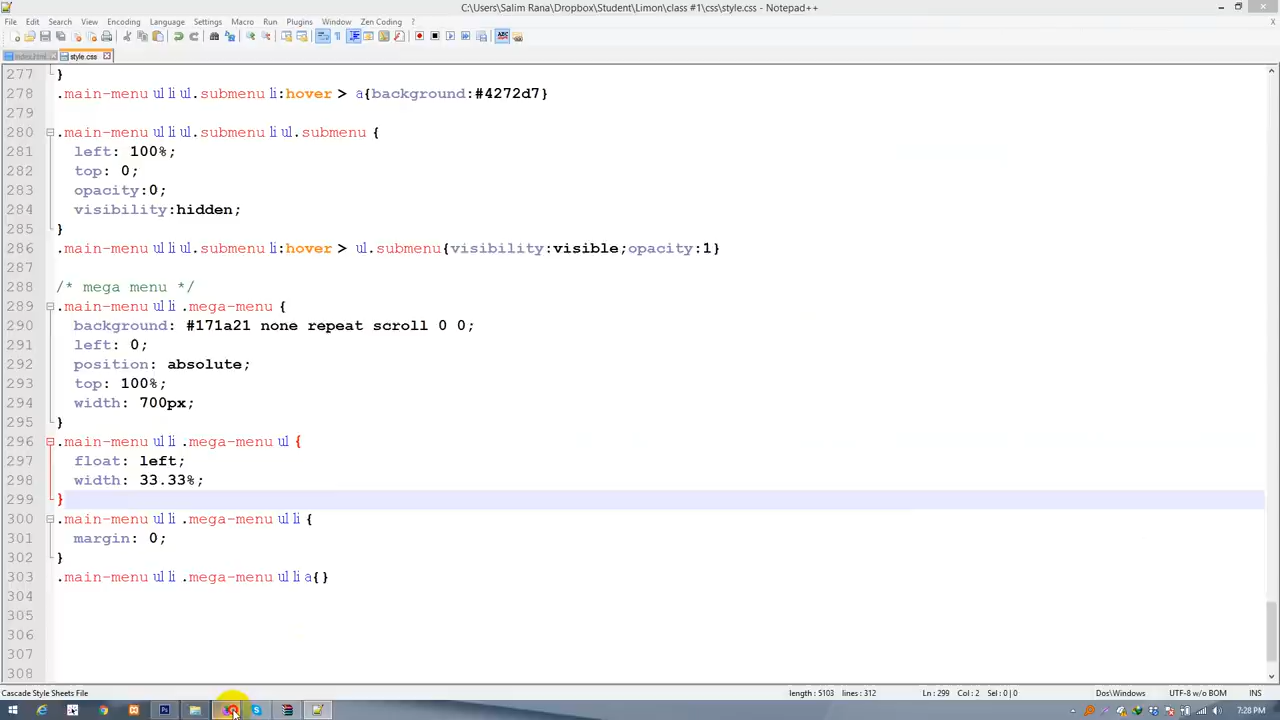 C:\Users\Salim Rana\Dropbox\Student\Limon\class #1\css\style.css - Notepad++
File Edit Search View Encoding Language Settings Macro Run Plugins Window Zen Coding ?
index.html style.css
277 }
278 .main-menu ul li ul.submenu li:hover > a{background:#4272d7}
279
280 .main-menu ul li ul.submenu li ul.submenu {
281 left: 100%;
282 top: 0;
283 opacity:0;
284 visibility:hidden;
285 }
286 .main-menu ul li ul.submenu li:hover > ul.submenu{visibility:visible;opacity:1}
287
288 /* mega menu */
289 .main-menu ul li .mega-menu {
290 background: #171a21 none repeat scroll 0 0;
291 left: 0;
292 position: absolute;
293 top: 100%;
294 width: 700px;
295 }
296 .main-menu ul li .mega-menu ul {
297 float: left;
298 width: 33.33%;
299 }
300 .main-menu ul li .mega-menu ul li {
301 margin: 0;
302 }
303 .main-menu ul li .mega-menu ul li a{}
304
305
306
307
308
Cascade Style Sheets File length : 5103 lines : 312 Ln : 299 Col : 2 Sel : 0 | 0 Dos\Windows UTF-8 w/o BOM INS
7:28 PM